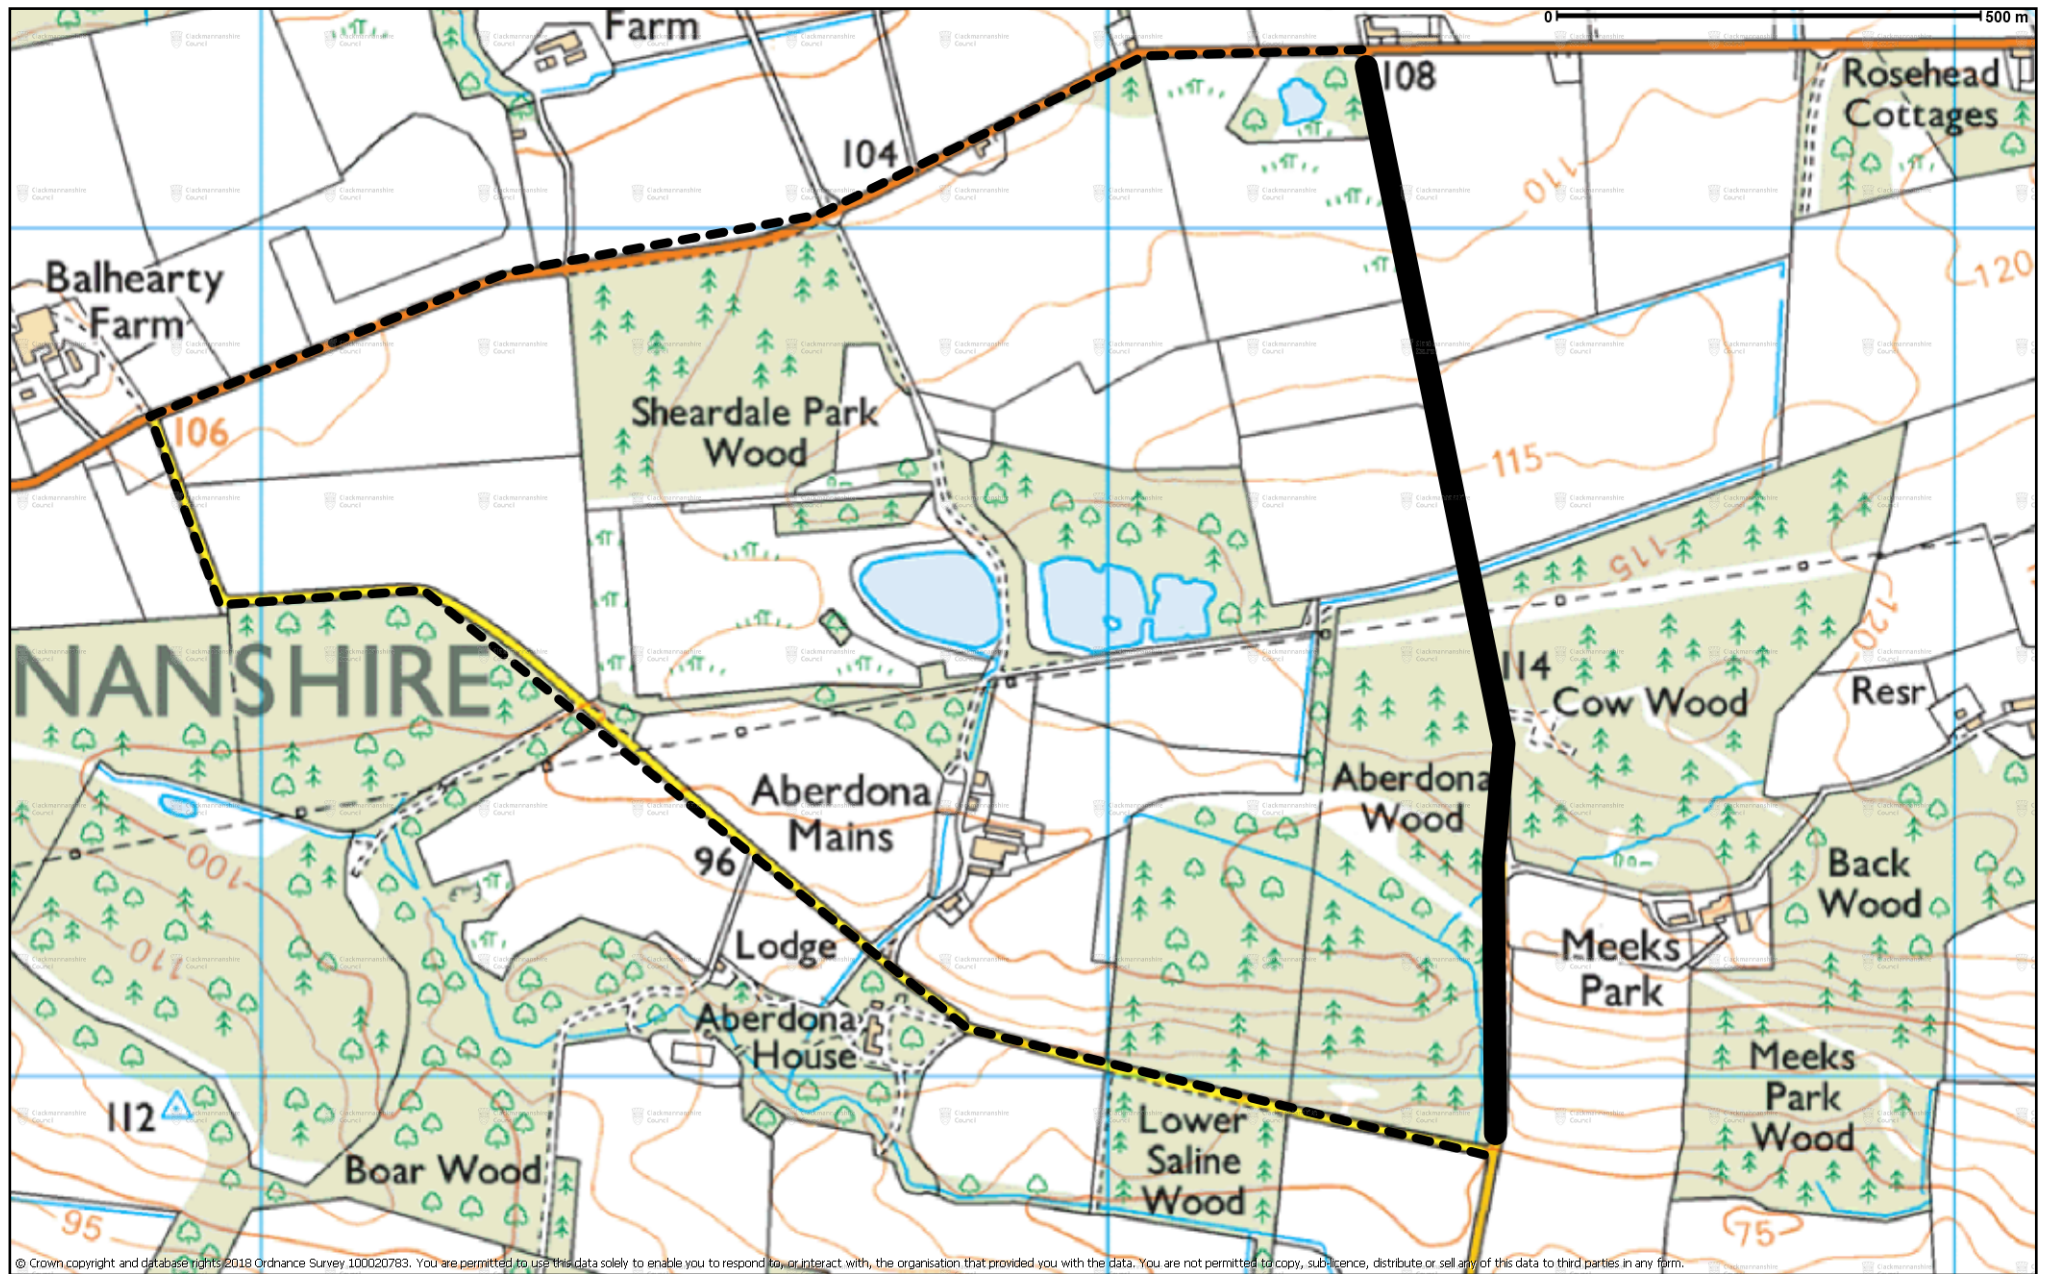 Farm
0
500 m
108
Rosehead
Cottages
104
110
120
Balhearty
Farm
106
Sheardale Park
Wood
115
115
120
NANSHIRE
114
Cow Wood
Resr
Aberdona
Mains
Aberdona
Wood
96
100
Back
Wood
Lodge
Meeks
Park
110
Aberdona
House
Meeks
Park
Wood
112
Lower
Saline
Wood
Boar Wood
95
75
Clackmannanshire
Council
© Crown copyright and database rights 2018 Ordnance Survey 100020783. You are permitted to use this data solely to enable you to respond to, or interact with, the organisation that provided you with the data. You are not permitted to copy, sub-licence, distribute or sell any of this data to third parties in any form.